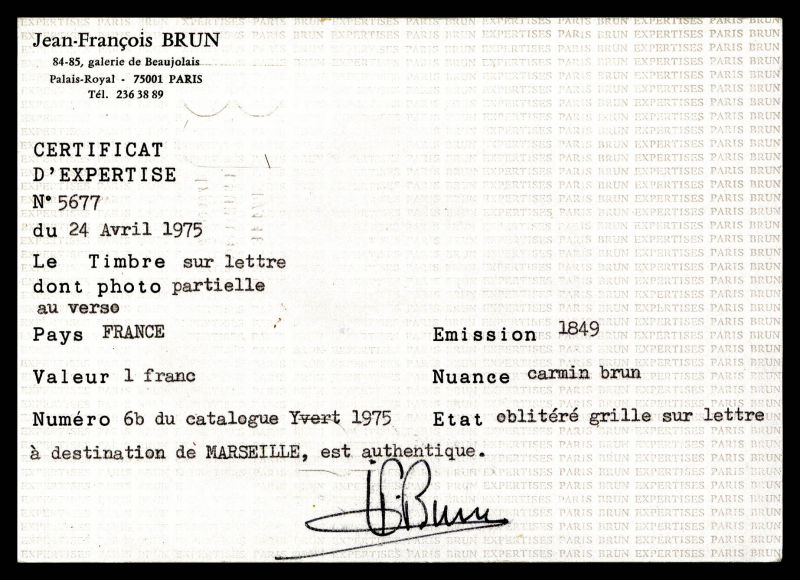 Jean-François BRUN
84-85, galerie de Beaujolais
Palais-Royal - 75001 PARIS
Tél. 236 38 89
CERTIFICAT
D'EXPERTISE
N° 5677
du 24 Avril 1975
Le Timbre sur lettre
dont photo partielle
au verso
Pays FRANCE
Emission 1849
Valeur 1 franc
Nuance carmin brun
Numéro 6b du catalogue Yvert 1975
Etat oblitéré grille sur lettre
à destination de MARSEILLE, est authentique.
JF.Brun